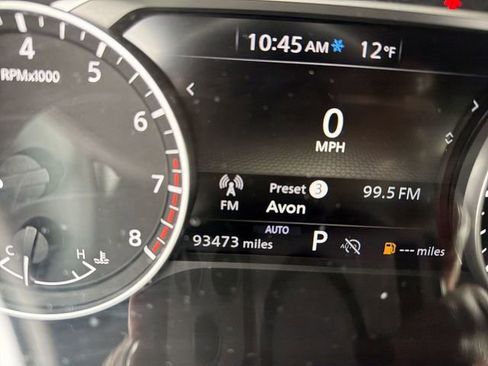 10:45 AM 12°F
4
5
RPMx1000
6
7
8
0
MPH
Preset 3 99.5 FM
FM Avon
AUTO
93473 miles P --- miles
C H